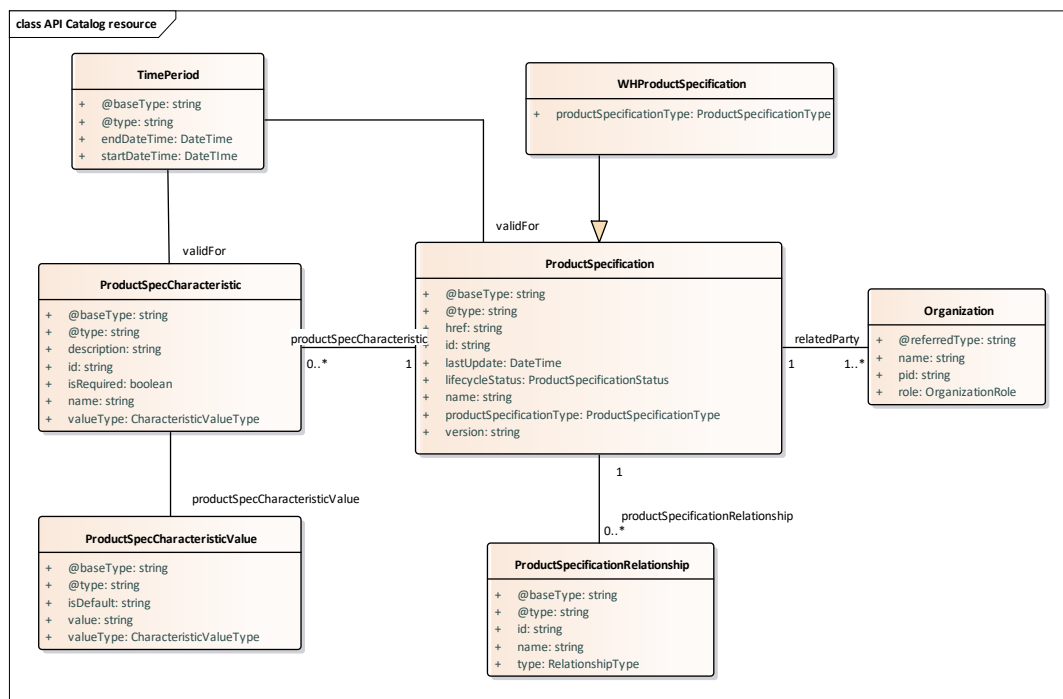 class API Catalog resource
TimePeriod
+ @baseType: string
+ @type: string
+ endDateTime: DateTime
+ startDateTime: DateTIme
WHProductSpecification
+ productSpecificationType: ProductSpecificationType
validFor
validFor
ProductSpecCharacteristic
+ @baseType: string
+ @type: string
+ description: string
+ id: string
+ isRequired: boolean
+ name: string
+ valueType: CharacteristicValueType
productSpecCharacteristic
0..*
1
ProductSpecification
+ @baseType: string
+ @type: string
+ href: string
+ id: string
+ lastUpdate: DateTime
+ lifecycleStatus: ProductSpecificationStatus
+ name: string
+ productSpecificationType: ProductSpecificationType
+ version: string
relatedParty
1
1..*
Organization
+ @referredType: string
+ name: string
+ pid: string
+ role: OrganizationRole
productSpecCharacteristicValue
ProductSpecCharacteristicValue
+ @baseType: string
+ @type: string
+ isDefault: string
+ value: string
+ valueType: CharacteristicValueType
1
productSpecificationRelationship
0..*
ProductSpecificationRelationship
+ @baseType: string
+ @type: string
+ id: string
+ name: string
+ type: RelationshipType